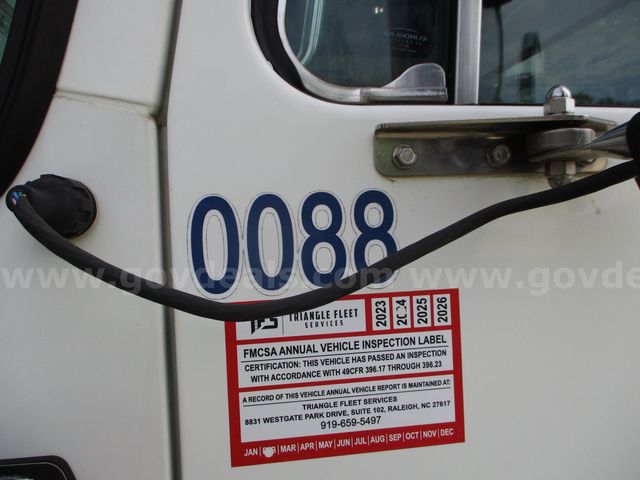 0088
TFS TRIANGLE FLEET SERVICES
2023 2024 2025 2026
FMCSA ANNUAL VEHICLE INSPECTION LABEL
CERTIFICATION: THIS VEHICLE HAS PASSED AN INSPECTION
WITH ACCORDANCE WITH 49CFR 396.17 THROUGH 396.23
A RECORD OF THIS VEHICLE ANNUAL VEHICLE REPORT IS MAINTAINED AT:
TRIANGLE FLEET SERVICES
8831 WESTGATE PARK DRIVE, SUITE 102, RALEIGH, NC 27617
919-659-5497
JAN MAR APR MAY JUN JUL AUG SEP OCT NOV DEC
www.govdeals.com